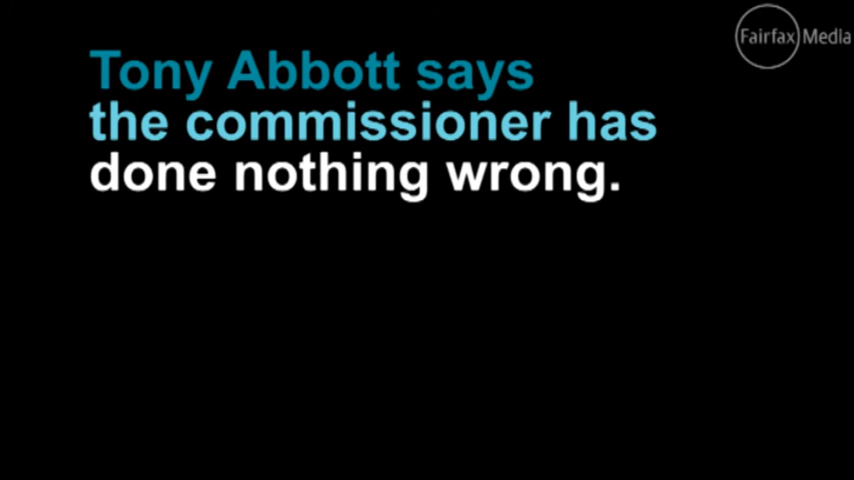 Fairfax Media
Tony Abbott says
the commissioner has
done nothing wrong.